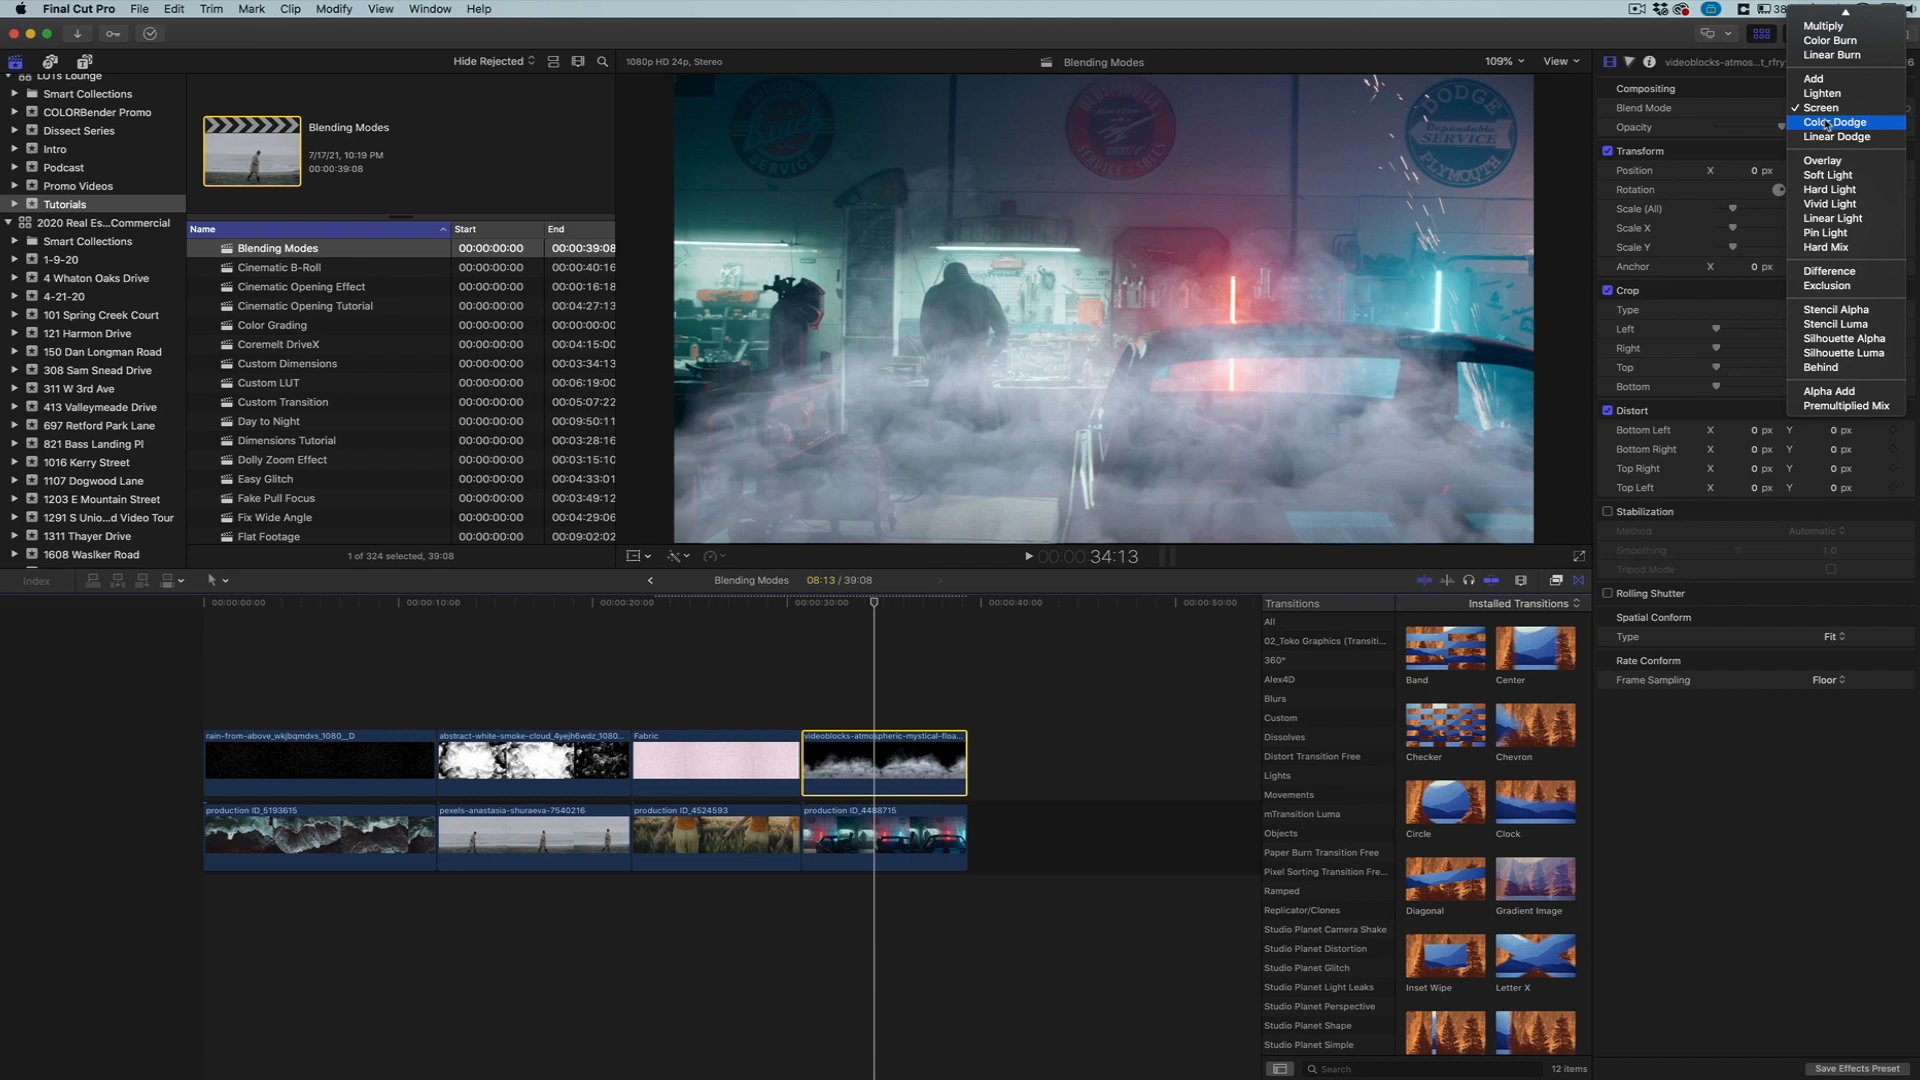 Final Cut Pro File Edit Trim Mark Clip Modify View Window Help
Hide Rejected
1080p HD 24p, Stereo
Blending Modes
109%
View
LUTs Lounge
Smart Collections
COLORBender Promo
Dissect Series
Intro
Podcast
Promo Videos
Tutorials
2020 Real Es...Commercial
Smart Collections
1-9-20
4 Whaton Oaks Drive
4-21-20
101 Spring Creek Court
121 Harmon Drive
150 Dan Longman Road
308 Sam Snead Drive
311 W 3rd Ave
413 Valleymeade Drive
697 Retford Park Lane
821 Bass Landing Pl
1016 Kerry Street
1107 Dogwood Lane
1203 E Mountain Street
1291 S Unio...d Video Tour
1311 Thayer Drive
1608 Waslker Road
Blending Modes
7/17/21, 10:19 PM
00:00:39:08
Name Start End
Blending Modes 00:00:00:00 00:00:39:08
Cinematic B-Roll 00:00:00:00 00:00:40:16
Cinematic Opening Effect 00:00:00:00 00:00:16:18
Cinematic Opening Tutorial 00:00:00:00 00:04:27:13
Color Grading 00:00:00:00 00:00:00:00
Coremelt DriveX 00:00:00:00 00:04:15:00
Custom Dimensions 00:00:00:00 00:03:34:13
Custom LUT 00:00:00:00 00:06:19:00
Custom Transition 00:00:00:00 00:05:07:22
Day to Night 00:00:00:00 00:09:50:11
Dimensions Tutorial 00:00:00:00 00:03:28:16
Dolly Zoom Effect 00:00:00:00 00:03:15:10
Easy Glitch 00:00:00:00 00:04:33:01
Fake Pull Focus 00:00:00:00 00:03:49:12
Fix Wide Angle 00:00:00:00 00:04:29:06
Flat Footage 00:00:00:00 00:09:02:02
1 of 324 selected, 39:08
Buick
OLDSMOBILE
SERVICE
DODGE
Dependable
SERVICE
PLYMOUTH
00:00:00:34:13
videoblocks-atmos...t_rfry
Compositing
Blend Mode
Opacity
Transform
Position X 0 px
Rotation
Scale (All)
Scale X
Scale Y
Anchor X 0 px
Crop
Type
Left
Right
Top
Bottom
Distort
Bottom Left X 0 px Y 0 px
Bottom Right X 0 px Y 0 px
Top Right X 0 px Y 0 px
Top Left X 0 px Y 0 px
Stabilization
Method Automatic
Smoothing 1.0
Tripod Mode
Rolling Shutter
Spatial Conform
Type Fit
Rate Conform
Frame Sampling Floor
Multiply
Color Burn
Linear Burn
Add
Lighten
✓ Screen
Color Dodge
Linear Dodge
Overlay
Soft Light
Hard Light
Vivid Light
Linear Light
Pin Light
Hard Mix
Difference
Exclusion
Stencil Alpha
Stencil Luma
Silhouette Alpha
Silhouette Luma
Behind
Alpha Add
Premultiplied Mix
Index
Blending Modes 08:13 / 39:08
00:00:00:00 00:00:10:00 00:00:20:00 00:00:30:00 00:00:40:00 00:00:50:00
rain-from-above_wkjbqmdxs_1080__D
abstract-white-smoke-cloud_4yejh6wdz_1080...
Fabric
videoblocks-atmospheric-mystical-floa...
production ID_5193615
pexels-anastasia-shuraeva-7540216
production ID_4524593
production ID_4488715
Transitions
Installed Transitions
All
02_Toko Graphics (Transiti...
360°
Alex4D
Blurs
Custom
Dissolves
Distort Transition Free
Lights
Movements
mTransition Luma
Objects
Paper Burn Transition Free
Pixel Sorting Transition Fre...
Ramped
Replicator/Clones
Studio Planet Camera Shake
Studio Planet Distortion
Studio Planet Glitch
Studio Planet Light Leaks
Studio Planet Perspective
Studio Planet Shape
Studio Planet Simple
Band
Center
Checker
Chevron
Circle
Clock
Diagonal
Gradient Image
Inset Wipe
Letter X
Search
12 items
Save Effects Preset